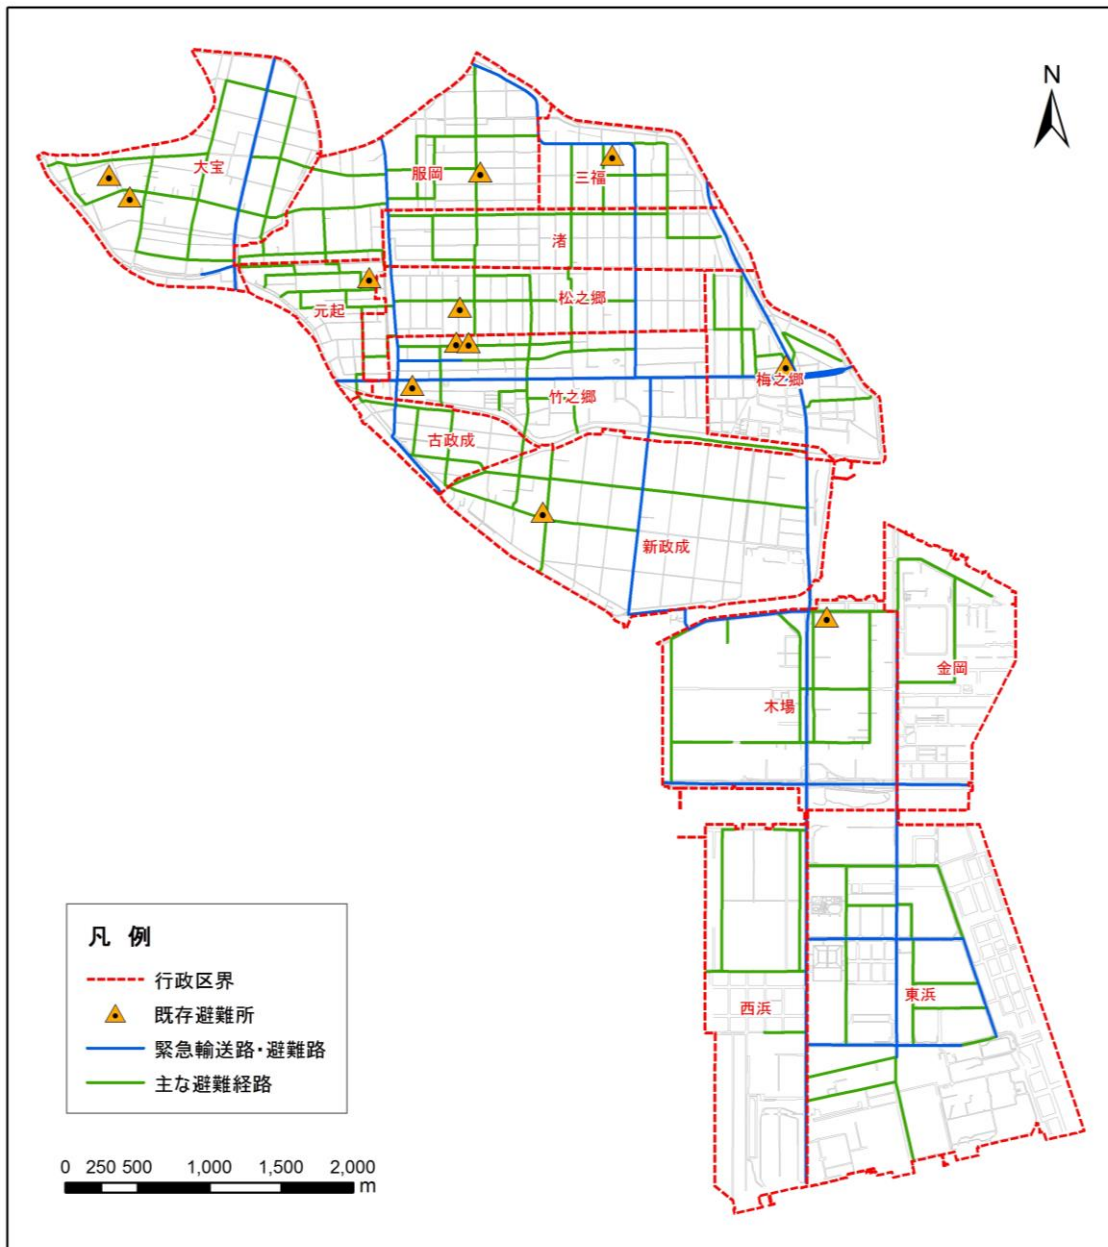 N
大宝
服岡
三福
渚
松之郷
元起
梅之郷
竹之郷
古政成
新政成
金岡
木場
西浜
東浜
凡 例
行政区界
既存避難所
緊急輸送路・避難路
主な避難経路
0 250 500 1,000 1,500 2,000
m